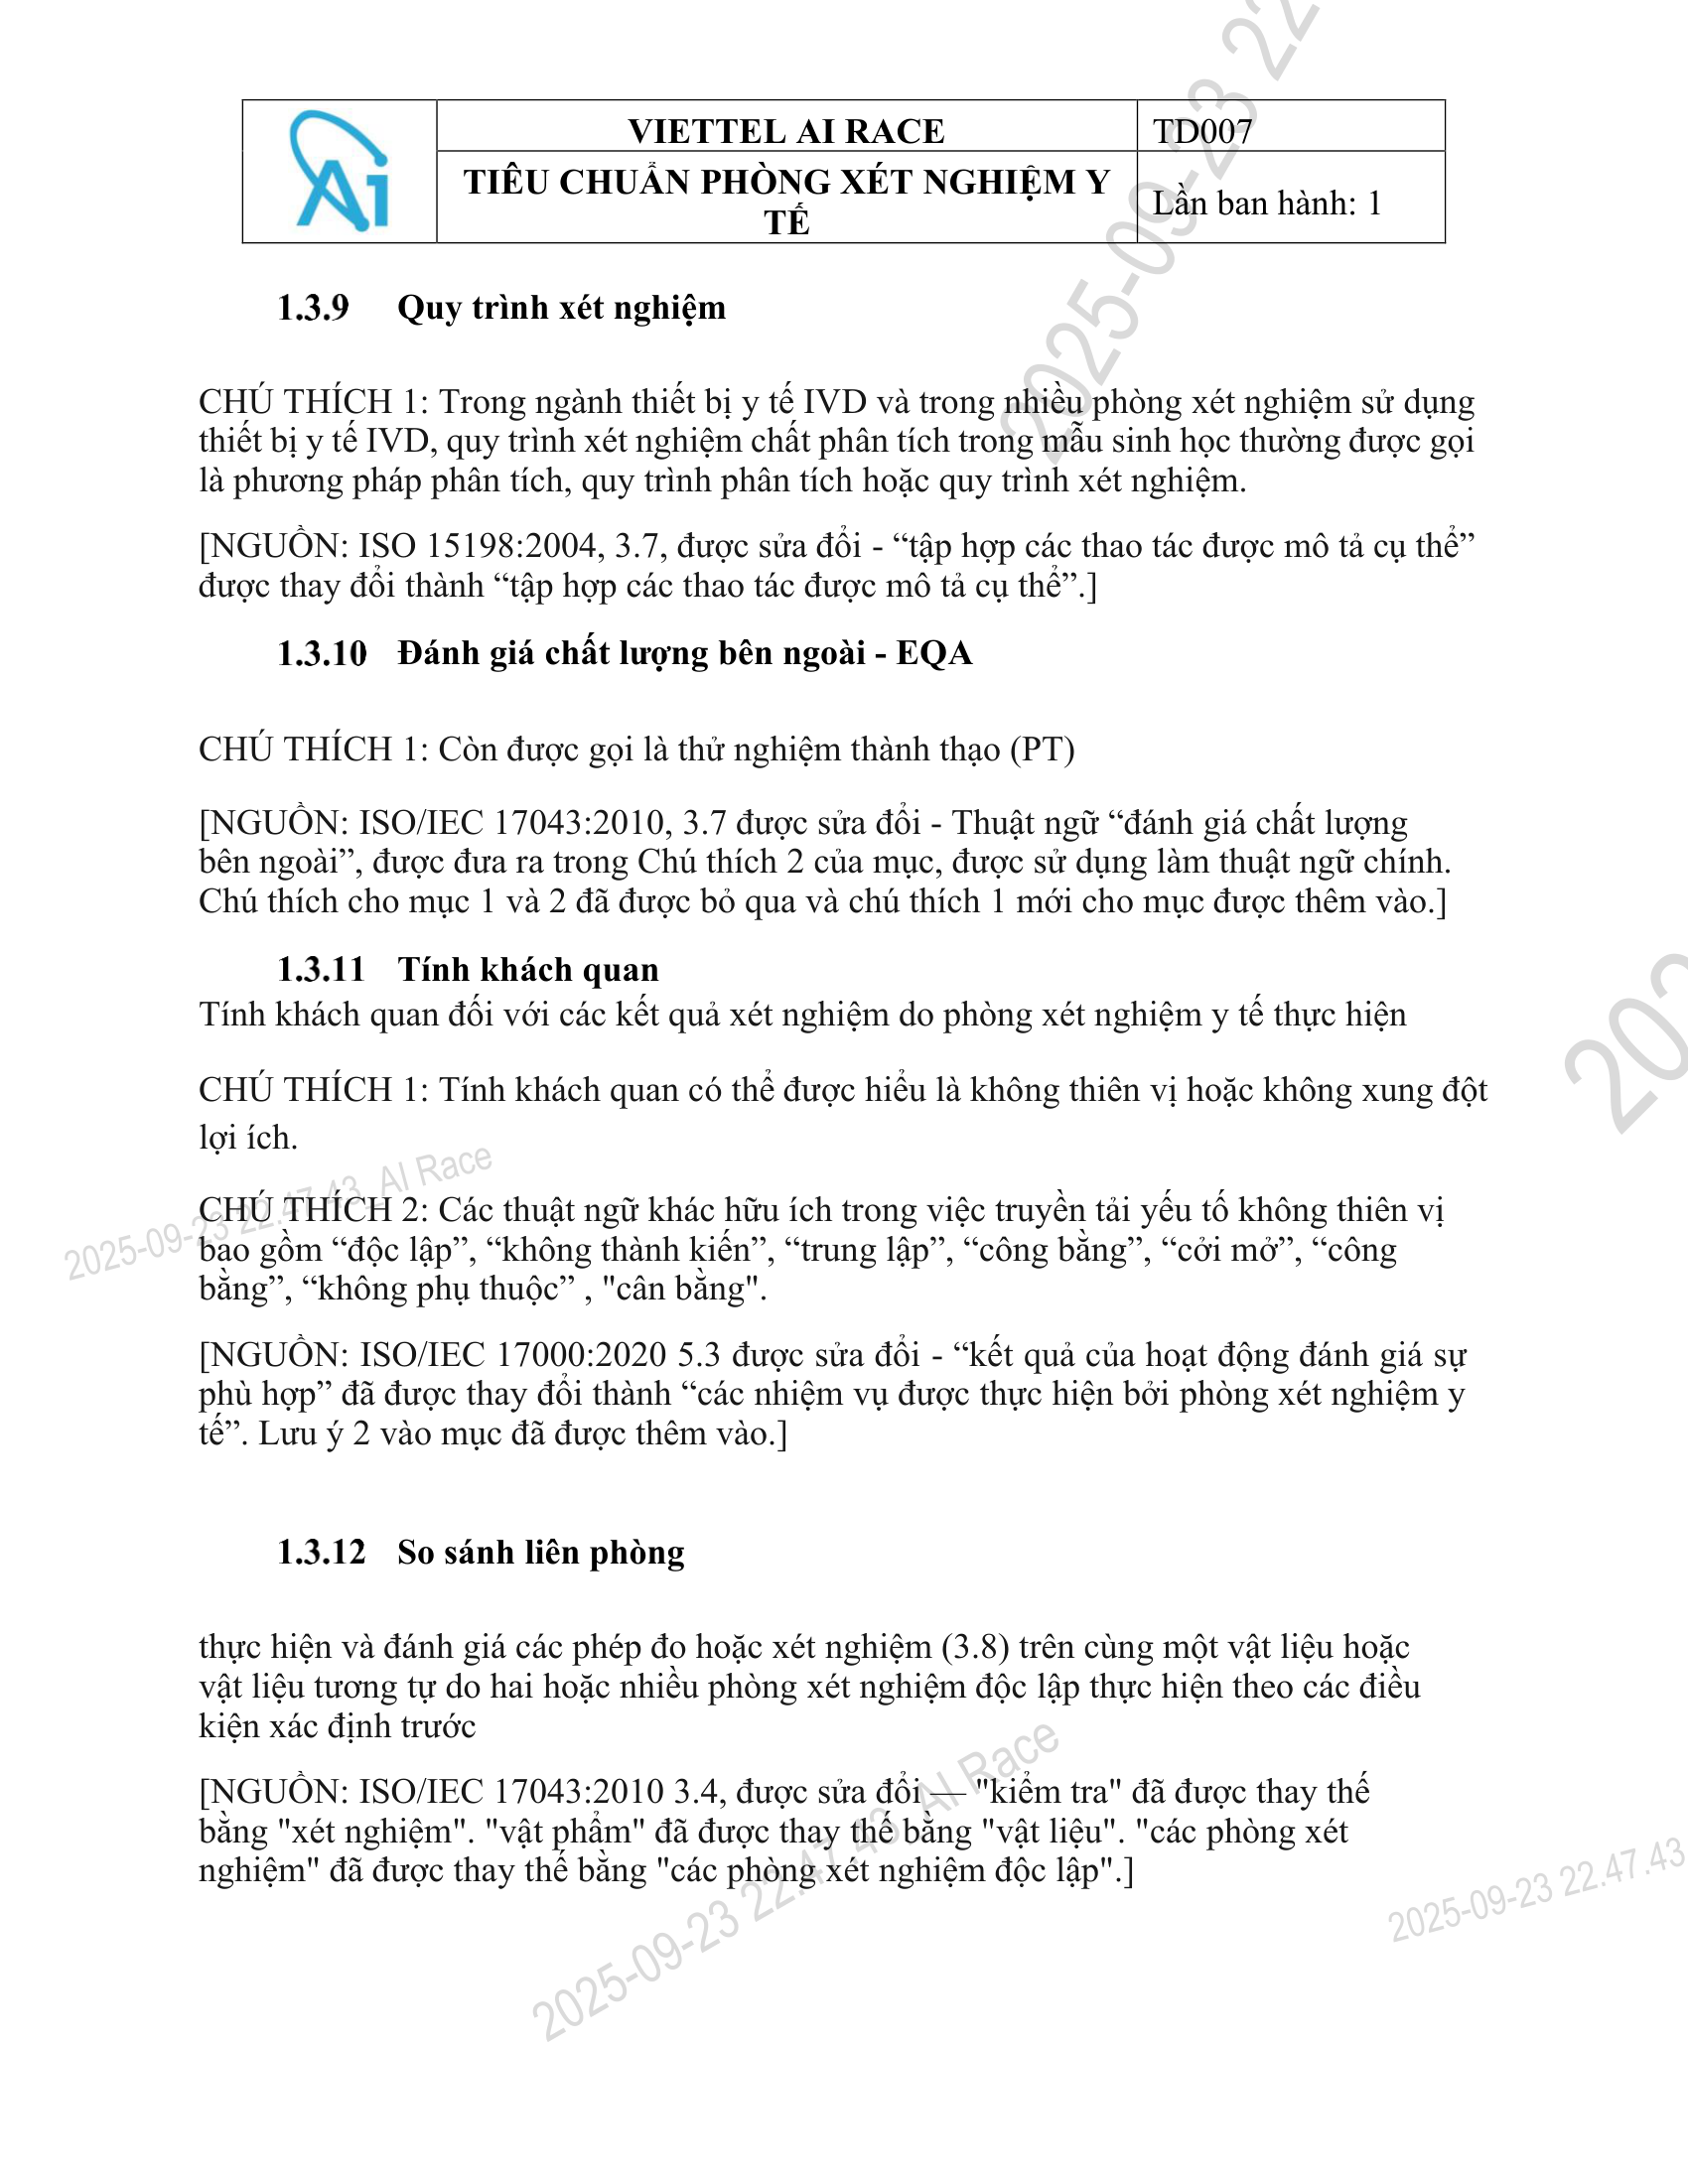 VIETTEL AI RACE
TD007
TIÊU CHUẨN PHÒNG XÉT NGHIỆM Y
TẾ
Lần ban hành: 1
Ai
1.3.9 Quy trình xét nghiệm
CHÚ THÍCH 1: Trong ngành thiết bị y tế IVD và trong nhiều phòng xét nghiệm sử dụng
thiết bị y tế IVD, quy trình xét nghiệm chất phân tích trong mẫu sinh học thường được gọi
là phương pháp phân tích, quy trình phân tích hoặc quy trình xét nghiệm.
[NGUỒN: ISO 15198:2004, 3.7, được sửa đổi - “tập hợp các thao tác được mô tả cụ thể”
được thay đổi thành “tập hợp các thao tác được mô tả cụ thể”.]
1.3.10 Đánh giá chất lượng bên ngoài - EQA
CHÚ THÍCH 1: Còn được gọi là thử nghiệm thành thạo (PT)
[NGUỒN: ISO/IEC 17043:2010, 3.7 được sửa đổi - Thuật ngữ “đánh giá chất lượng
bên ngoài”, được đưa ra trong Chú thích 2 của mục, được sử dụng làm thuật ngữ chính.
Chú thích cho mục 1 và 2 đã được bỏ qua và chú thích 1 mới cho mục được thêm vào.]
1.3.11 Tính khách quan
Tính khách quan đối với các kết quả xét nghiệm do phòng xét nghiệm y tế thực hiện
CHÚ THÍCH 1: Tính khách quan có thể được hiểu là không thiên vị hoặc không xung đột
lợi ích.
CHÚ THÍCH 2: Các thuật ngữ khác hữu ích trong việc truyền tải yếu tố không thiên vị
bao gồm “độc lập”, “không thành kiến”, “trung lập”, “công bằng”, “cởi mở”, “công
bằng”, “không phụ thuộc” , "cân bằng".
[NGUỒN: ISO/IEC 17000:2020 5.3 được sửa đổi - “kết quả của hoạt động đánh giá sự
phù hợp” đã được thay đổi thành “các nhiệm vụ được thực hiện bởi phòng xét nghiệm y
tế”. Lưu ý 2 vào mục đã được thêm vào.]
1.3.12 So sánh liên phòng
thực hiện và đánh giá các phép đo hoặc xét nghiệm (3.8) trên cùng một vật liệu hoặc
vật liệu tương tự do hai hoặc nhiều phòng xét nghiệm độc lập thực hiện theo các điều
kiện xác định trước
[NGUỒN: ISO/IEC 17043:2010 3.4, được sửa đổi — "kiểm tra" đã được thay thế
bằng "xét nghiệm". "vật phẩm" đã được thay thế bằng "vật liệu". "các phòng xét
nghiệm" đã được thay thế bằng "các phòng xét nghiệm độc lập".]
2025-09-23 22
202
2025-09-23 22.47.43_AI Race
2025-09-23 22.47.43_AI Race
2025-09-23 22.47.43